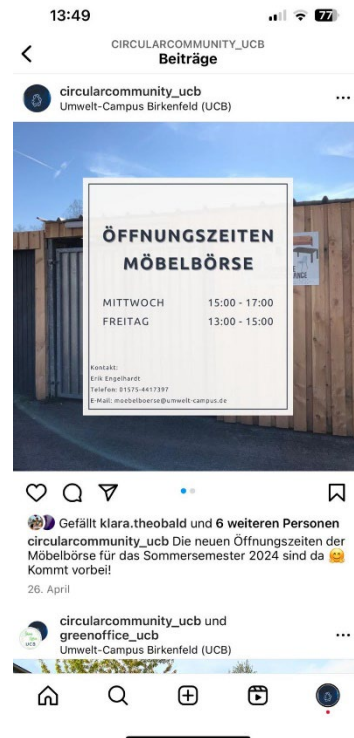 13:49
77
CIRCULARCOMMUNITY_UCB
Beiträge
circularcommunity_ucb
Umwelt-Campus Birkenfeld (UCB)
ÖFFNUNGSZEITEN
MÖBELBÖRSE
MITTWOCH 15:00 - 17:00
FREITAG 13:00 - 15:00
Kontakt:
Erik Engelhardt
Telefon: 01575-4417397
E-Mail: moebelboerse@umwelt-campus.de
Gefällt klara.theobald und 6 weiteren Personen
circularcommunity_ucb Die neuen Öffnungszeiten der
Möbelbörse für das Sommersemester 2024 sind da 🤗
Kommt vorbei!
26. April
circularcommunity_ucb und
greenoffice_ucb
Umwelt-Campus Birkenfeld (UCB)